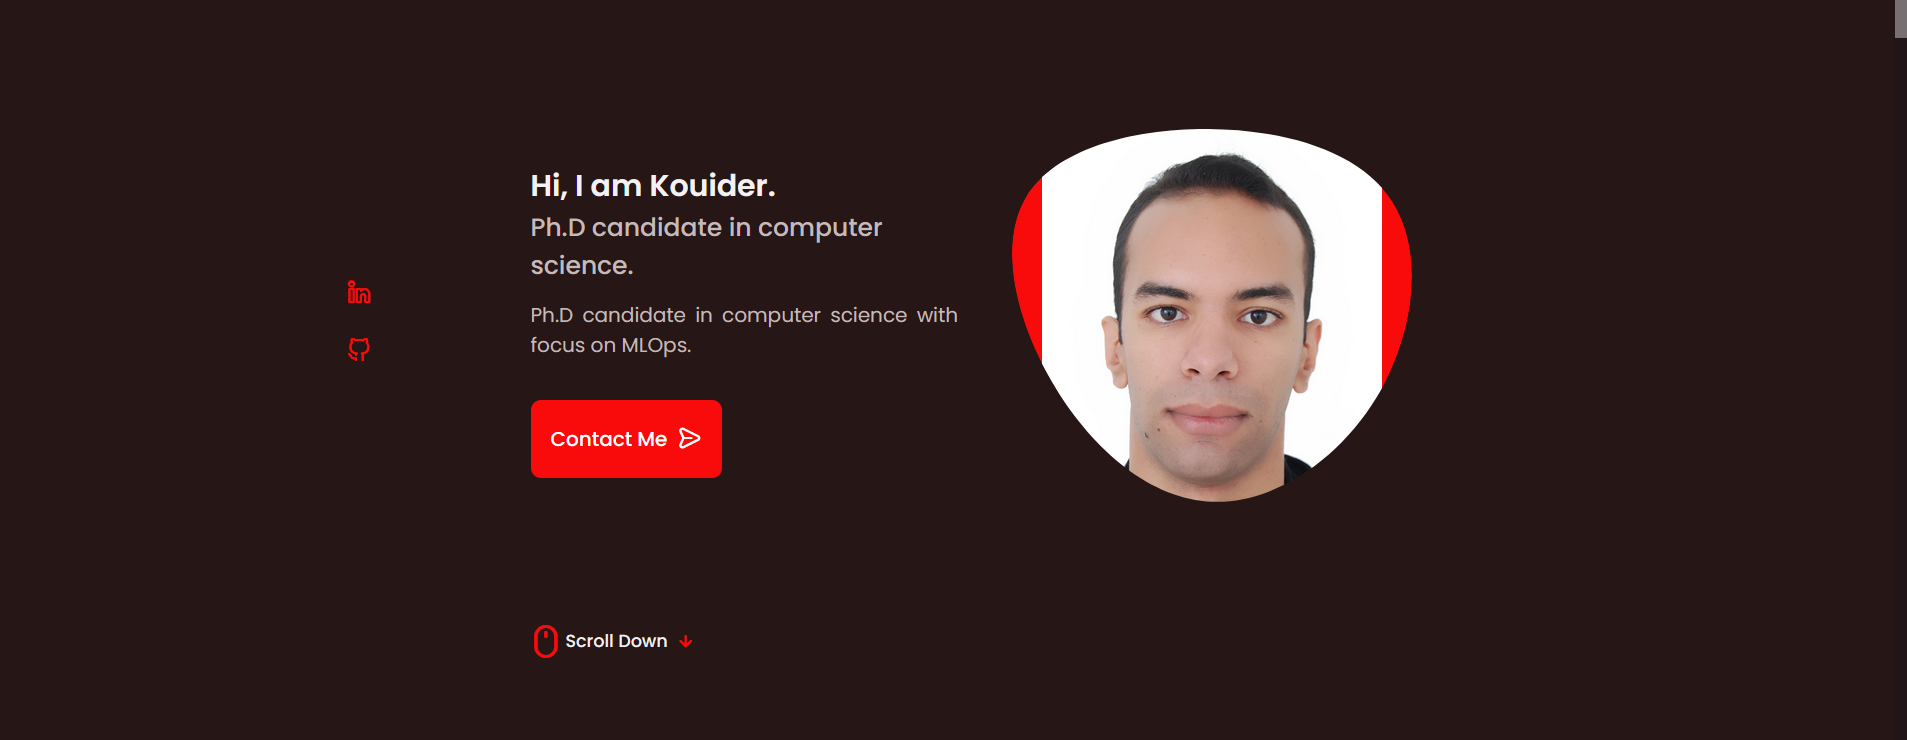 Hi, I am Kouider.
Ph.D candidate in computer
science.
Ph.D candidate in computer science with
focus on MLOps.
Contact Me
Scroll Down